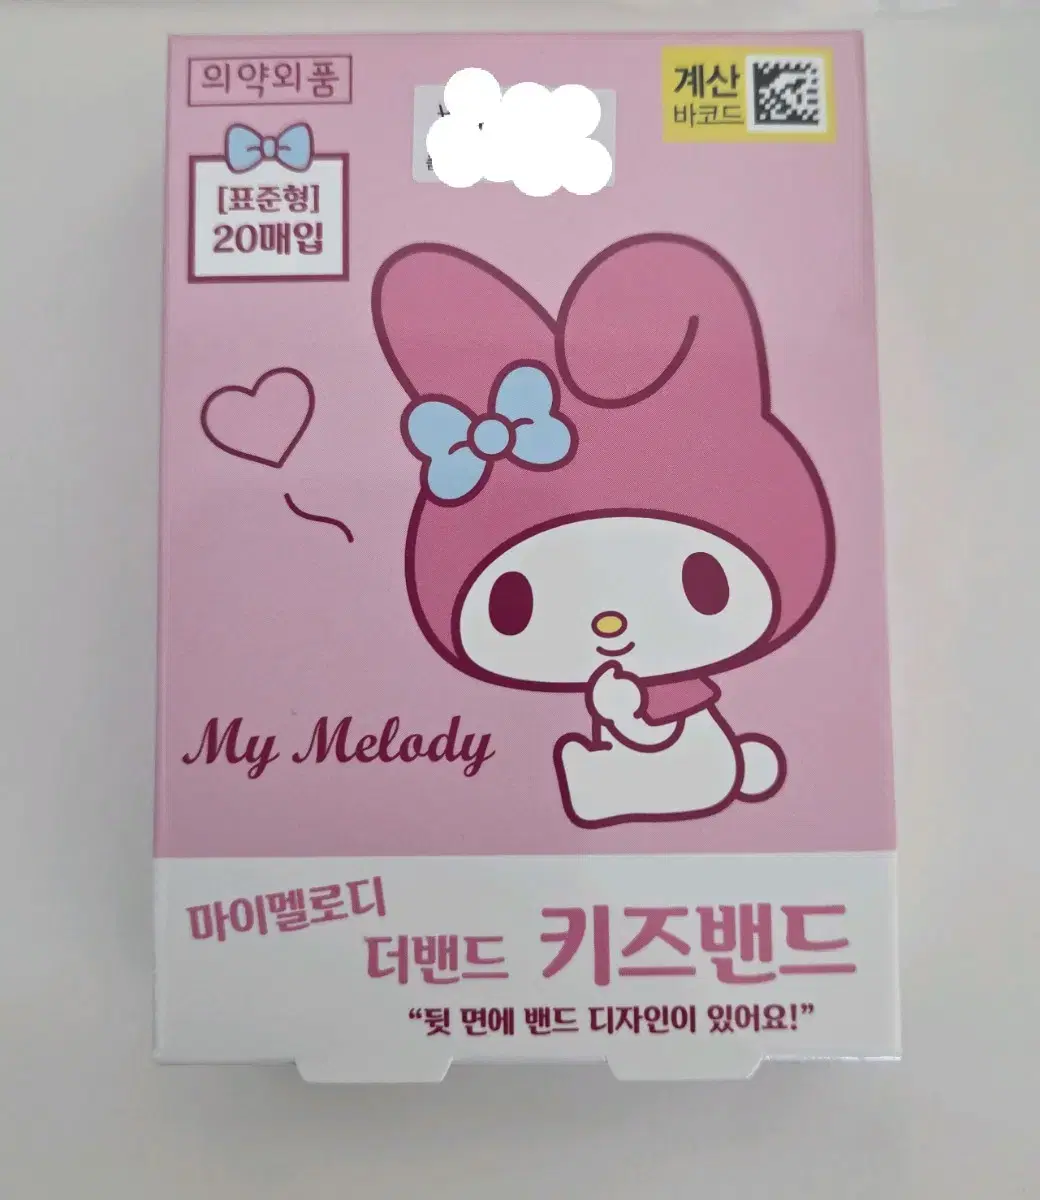 의약외품
계산
바코드
[표준형]
20매입
My Melody
마이멜로디
더밴드 키즈밴드
“뒷 면에 밴드 디자인이 있어요!”